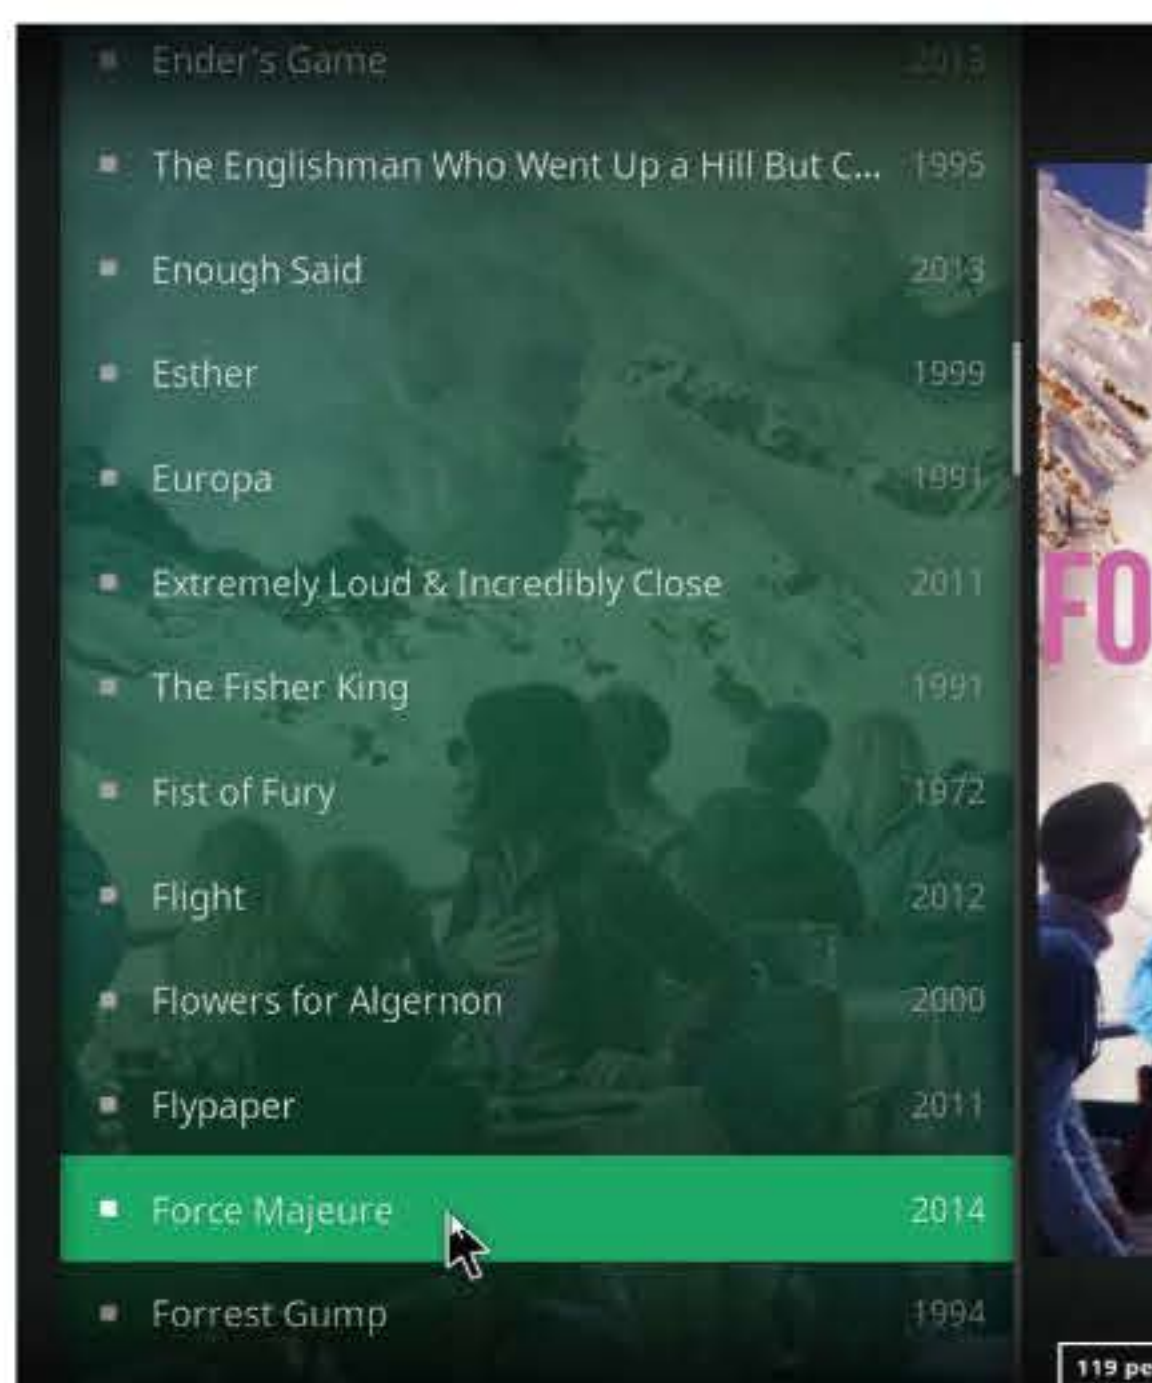 Ender's Game 2013
The Englishman Who Went Up a Hill But C... 1995
Enough Said 2013
Esther 1999
Europa 1991
Extremely Loud & Incredibly Close 2011
The Fisher King 1991
Fist of Fury 1972
Flight 2012
Flowers for Algernon 2000
Flypaper 2011
Force Majeure 2014
Forrest Gump 1994
FO
119 pe